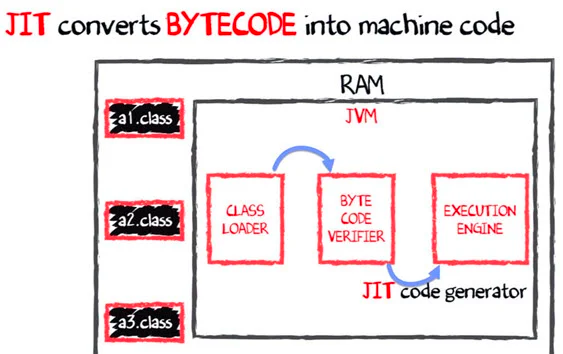 JIT converts BYTECODE into machine code
RAM
JVM
a1.class
a2.class
a3.class
CLASS
LOADER
BYTE
CODE
VERIFIER
EXECUTION
ENGINE
JIT code generator